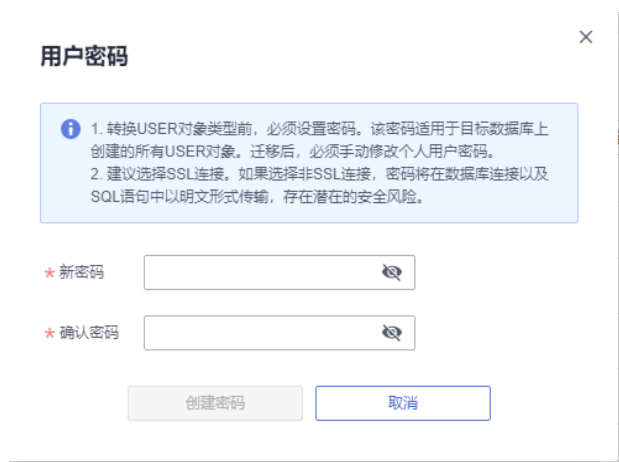 用户密码
1. 转换USER对象类型前，必须设置密码。该密码适用于目标数据库上
创建的所有USER对象。迁移后，必须手动修改个人用户密码。
2. 建议选择SSL连接。如果选择非SSL连接，密码将在数据库连接以及
SQL语句中以明文形式传输，存在潜在的安全风险。
* 新密码
* 确认密码
创建密码 取消